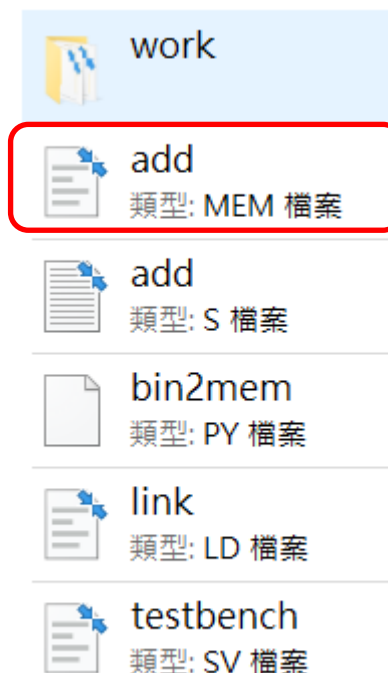 work
add
類型: MEM 檔案
add
類型: S 檔案
bin2mem
類型: PY 檔案
link
類型: LD 檔案
testbench
類型: SV 檔案